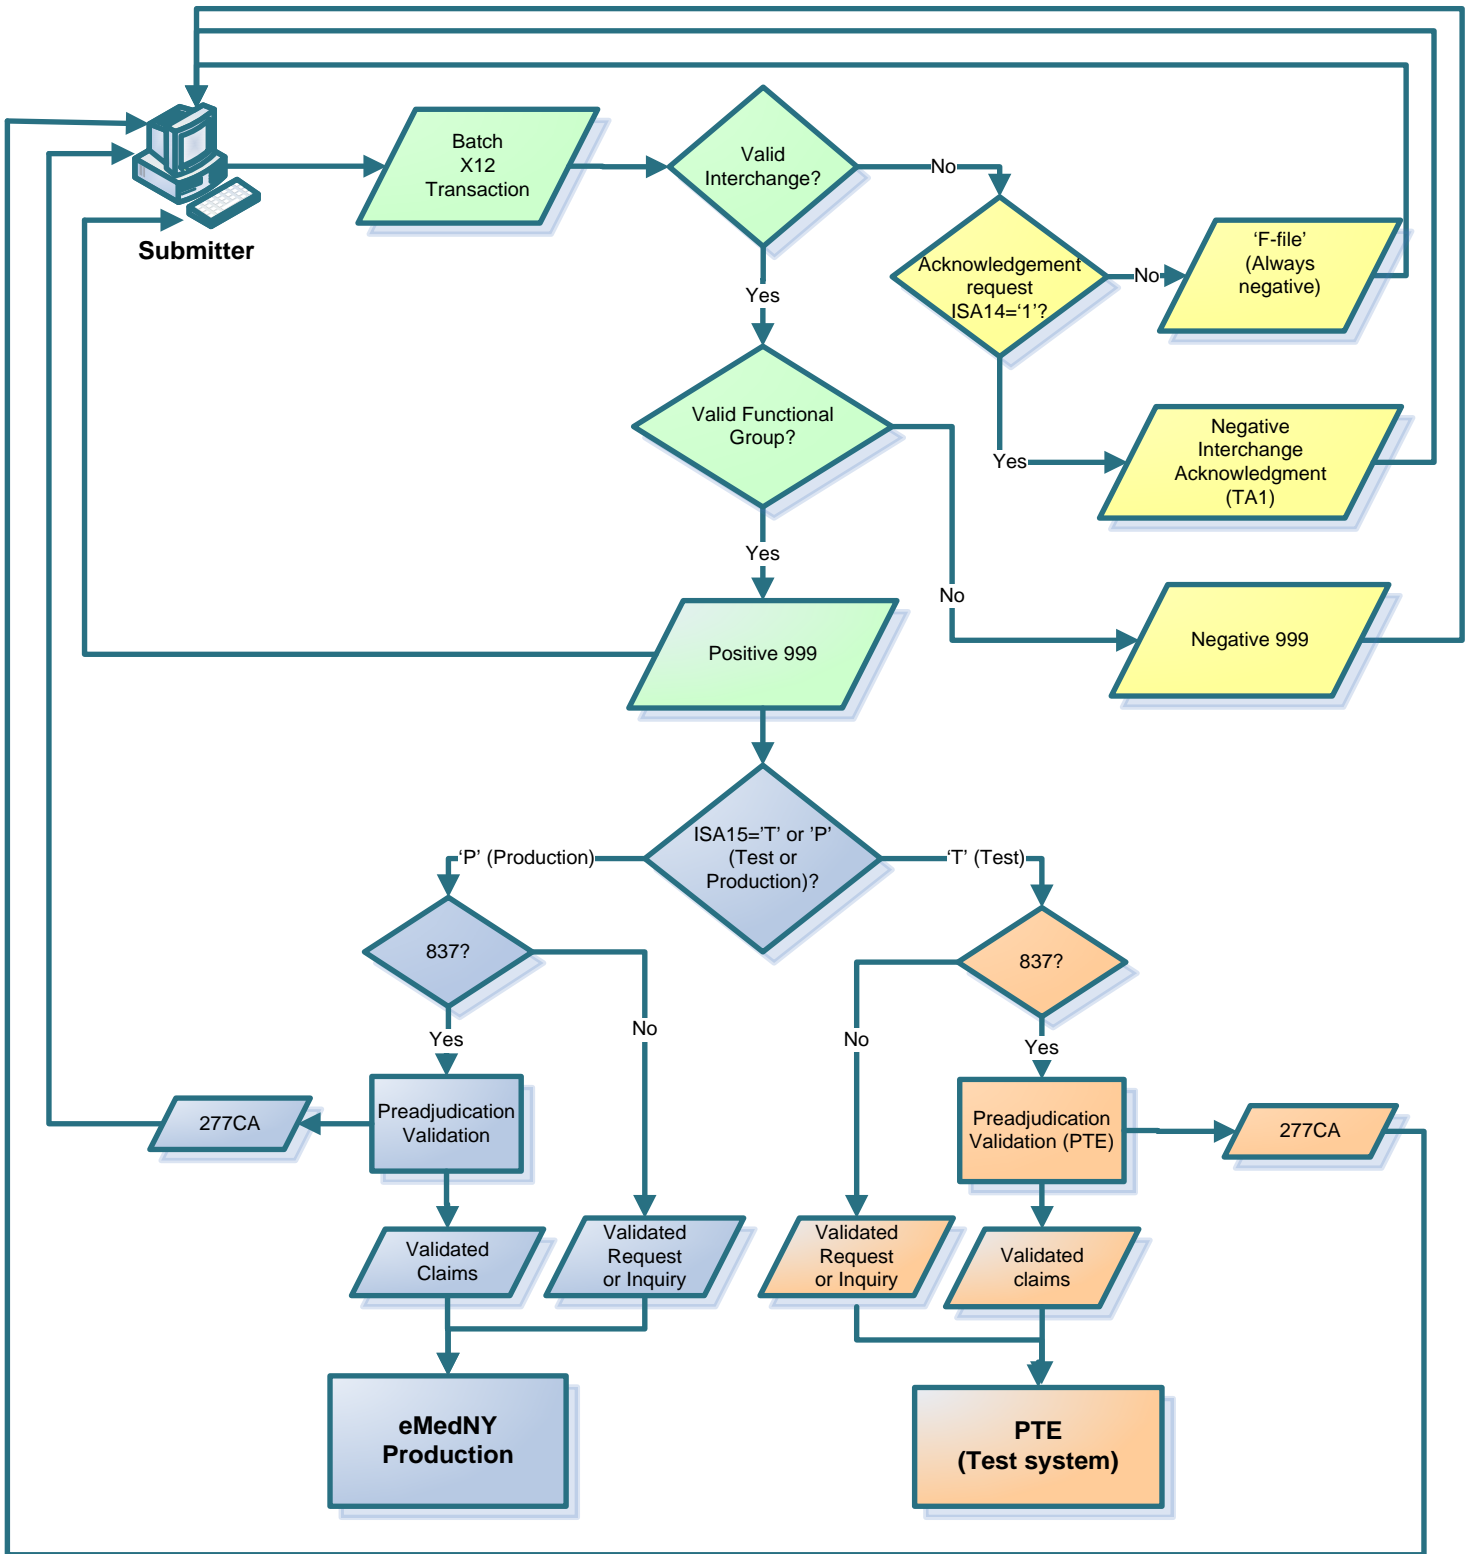 Submitter
Batch
X12
Transaction
Valid
Interchange?
No
Acknowledgement
request
ISA14=‘1’?
No
‘F-file’
(Always
negative)
Yes
Yes
Negative
Interchange
Acknowledgment
(TA1)
Valid Functional
Group?
Yes
No
Positive 999
Negative 999
ISA15=’T’ or ’P’
(Test or
Production)?
‘P’ (Production)
‘T’ (Test)
837?
837?
Yes
No
No
Yes
277CA
Preadjudication
Validation
Preadjudication
Validation (PTE)
277CA
Validated
Claims
Validated
Request
or Inquiry
Validated
Request
or Inquiry
Validated
claims
eMedNY
Production
PTE
(Test system)